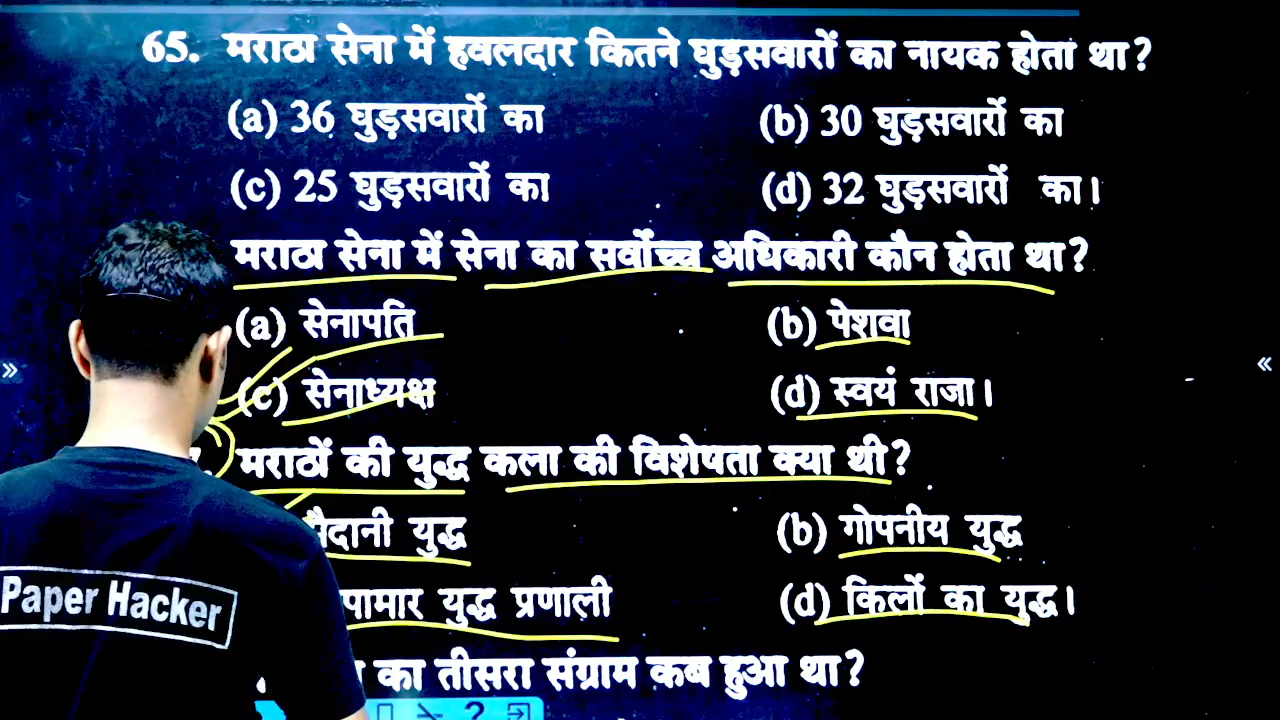 65. मराठा सेना में हवलदार कितने घुड़सवारों का नायक होता था?
(a) 36 घुड़सवारों का (b) 30 घुड़सवारों का
(c) 25 घुड़सवारों का (d) 32 घुड़सवारों का।
मराठा सेना में सेना का सर्वोच्च अधिकारी कौन होता था?
(a) सेनापति (b) पेशवा
(c) सेनाध्यक्ष (d) स्वयं राजा।
मराठों की युद्ध कला की विशेषता क्या थी?
मैदानी युद्ध (b) गोपनीय युद्ध
पामार युद्ध प्रणाली (d) किलों का युद्ध।
का तीसरा संग्राम कब हुआ था?
Paper Hacker